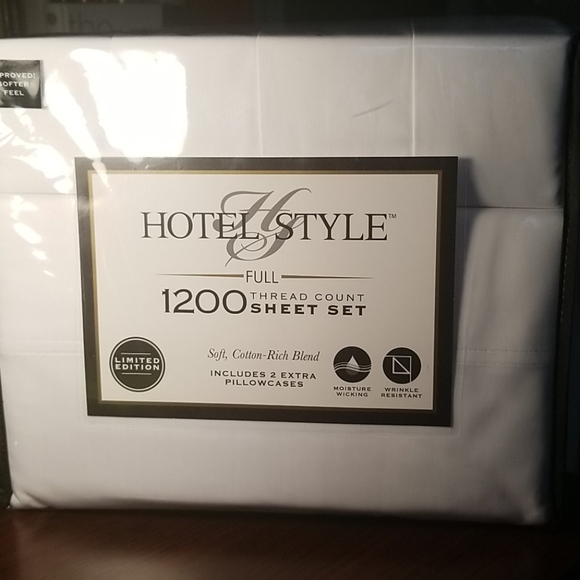 PROVED!
SOFTER
FEEL
HS
HOTEL STYLE™
FULL
1200 THREAD COUNT
SHEET SET
Soft, Cotton-Rich Blend
INCLUDES 2 EXTRA
PILLOWCASES
LIMITED
EDITION
MOISTURE
WICKING
WRINKLE
RESISTANT